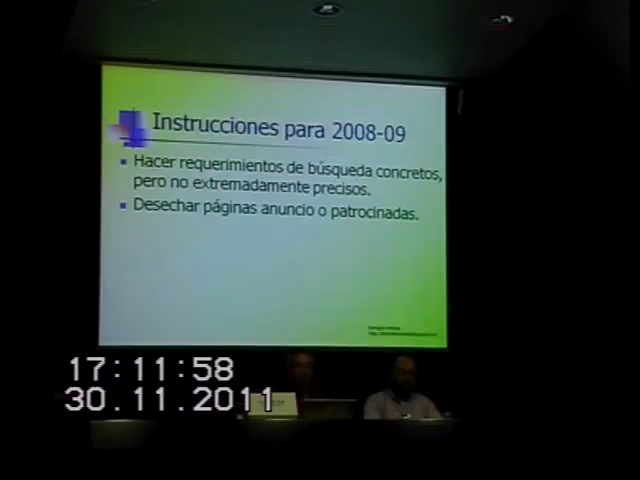 Instrucciones para 2008-09
Hacer requerimientos de búsqueda concretos,
pero no extremadamente precisos.
Desechar páginas anuncio o patrocinadas.
17:11:58
30.11.2011